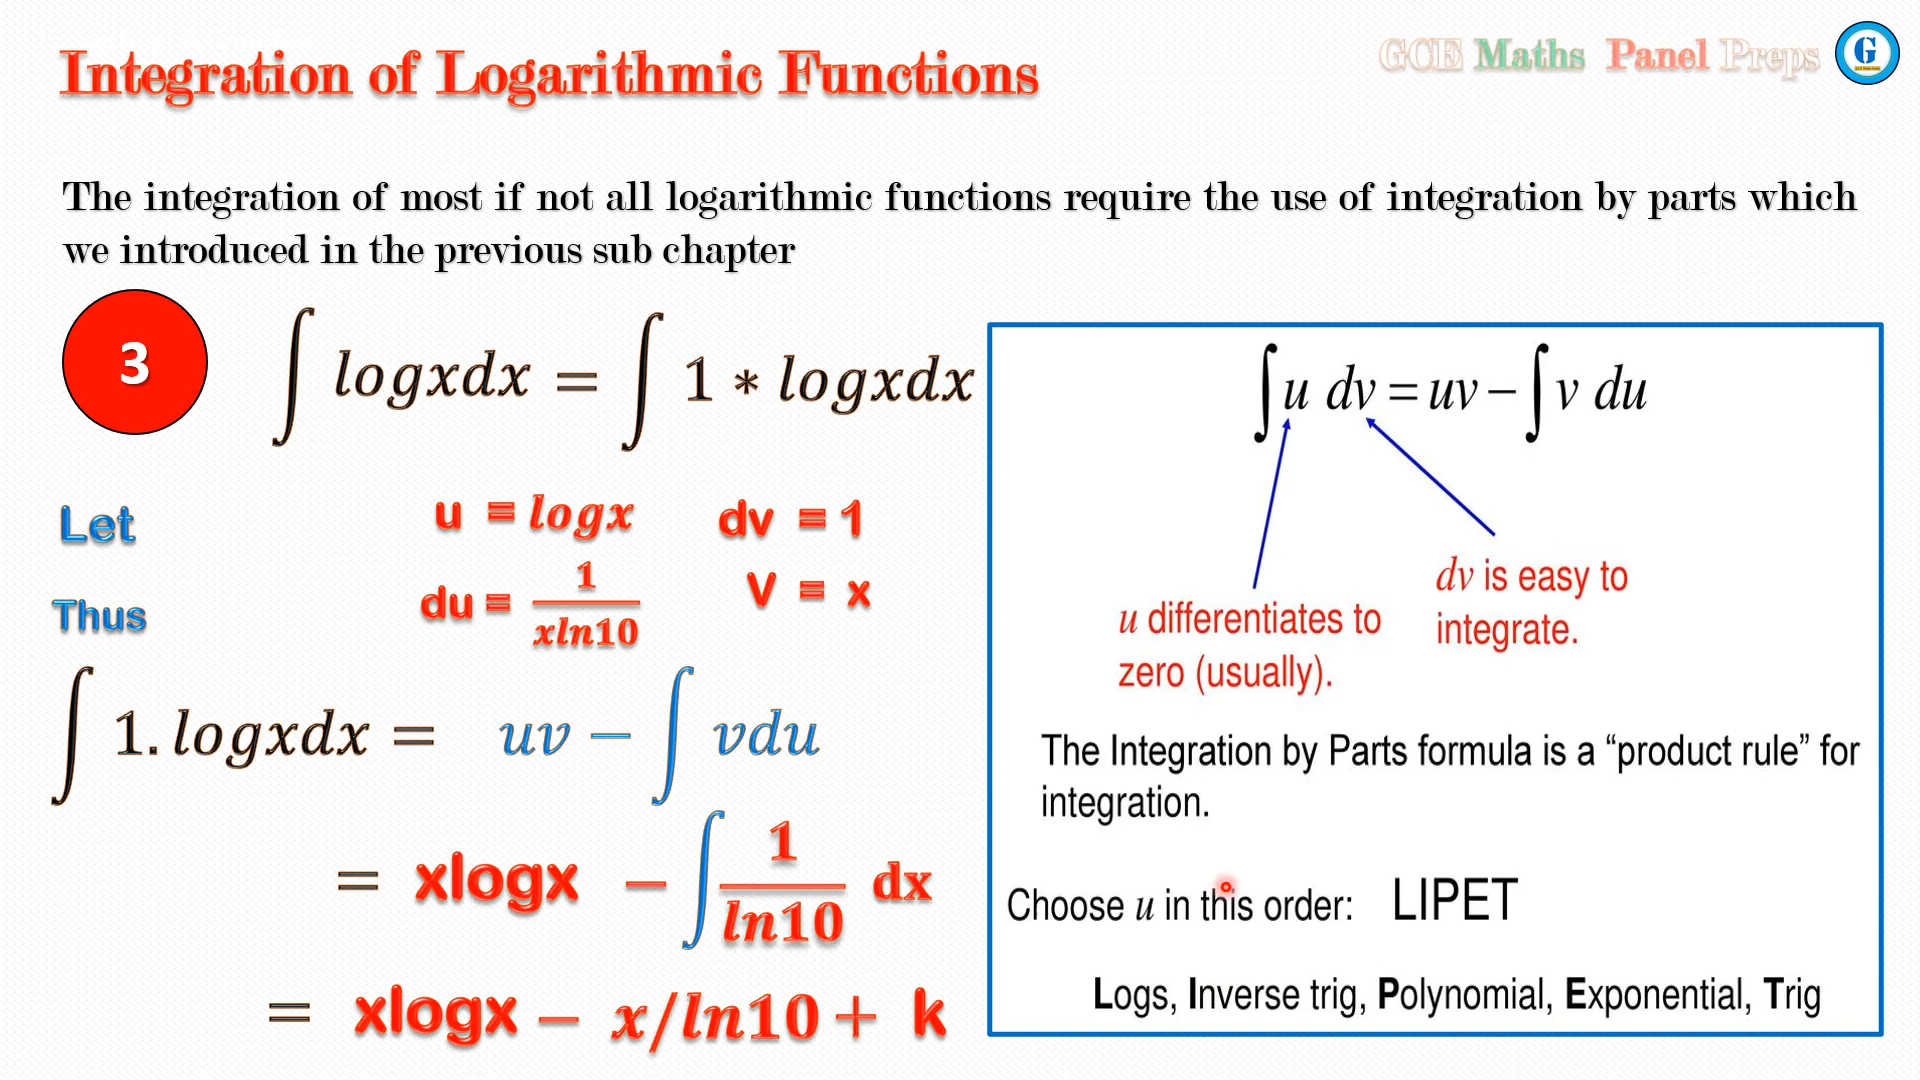 Integration of Logarithmic Functions
GCE Maths Panel Preps
G
The integration of most if not all logarithmic functions require the use of integration by parts which
we introduced in the previous sub chapter
3
∫ logxdx = ∫ 1 * logxdx
Let u = logx dv = 1
Thus du = 1/xln10 V = x
∫ 1. logxdx = uv − ∫ vdu
= xlogx − ∫ 1/ln10 dx
= xlogx − x/ln10 + k
∫ u dv = uv − ∫ v du
u differentiates to
zero (usually).
dv is easy to
integrate.
The Integration by Parts formula is a “product rule” for
integration.
Choose u in this order: LIPET
Logs, Inverse trig, Polynomial, Exponential, Trig